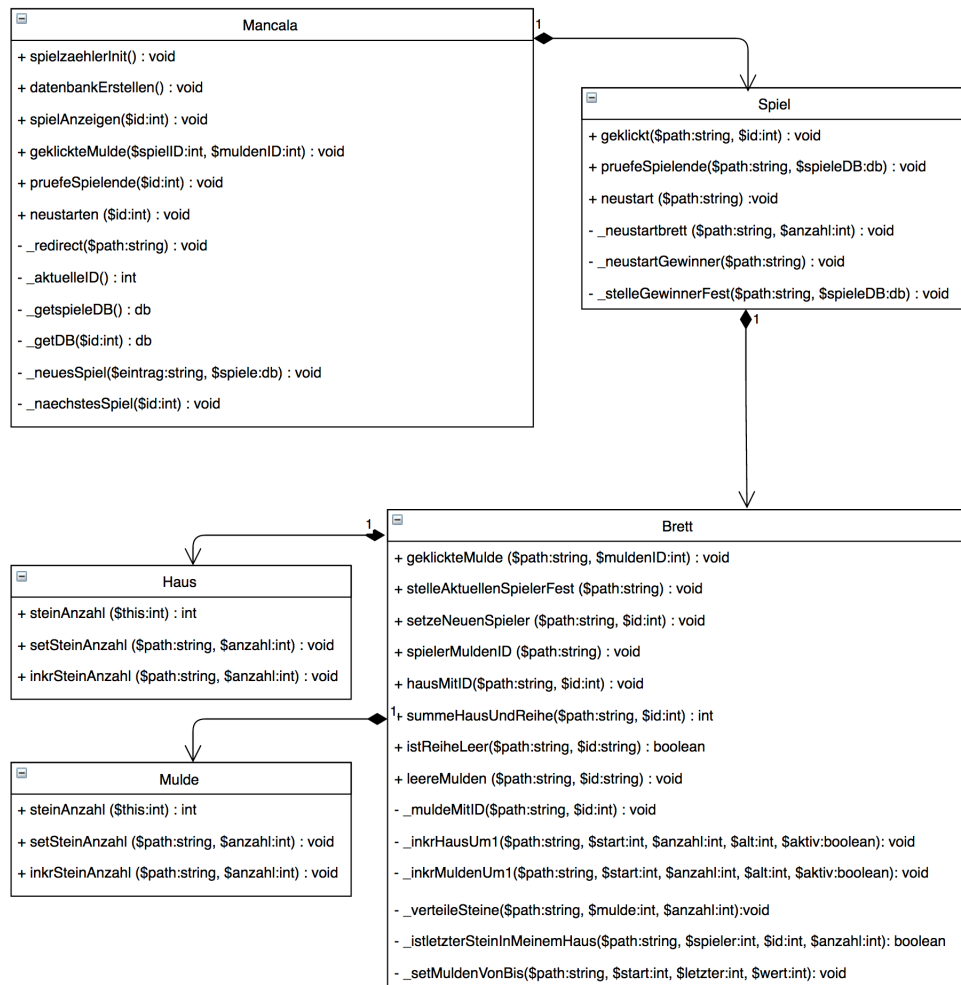 Mancala
+ spielzaehlerInit() : void
+ datenbankErstellen() : void
+ spielAnzeigen($id:int) : void
+ geklickteMulde($spielID:int, $muldenID:int) : void
+ pruefeSpielende($id:int) : void
+ neustarten ($id:int) : void
- _redirect($path:string) : void
- _aktuelleID() : int
- _getspieleDB() : db
- _getDB($id:int) : db
- _neuesSpiel($eintrag:string, $spiele:db) : void
- _naechstesSpiel($id:int) : void
1
Spiel
+ geklickt($path:string, $id:int) : void
+ pruefeSpielende($path:string, $spieleDB:db) : void
+ neustart ($path:string) :void
- _neustartbrett ($path:string, $anzahl:int) : void
- _neustartGewinner($path:string) : void
- _stelleGewinnerFest($path:string, $spieleDB:db) : void
1
1
Haus
+ steinAnzahl ($this:int) : int
+ setSteinAnzahl ($path:string, $anzahl:int) : void
+ inkrSteinAnzahl ($path:string, $anzahl:int) : void
1
Mulde
+ steinAnzahl ($this:int) : int
+ setSteinAnzahl ($path:string, $anzahl:int) : void
+ inkrSteinAnzahl ($path:string, $anzahl:int) : void
Brett
+ geklickteMulde ($path:string, $muldenID:int) : void
+ stelleAktuellenSpielerFest ($path:string) : void
+ setzeNeuenSpieler ($path:string, $id:int) : void
+ spielerMuldenID ($path:string) : void
+ hausMitID($path:string, $id:int) : void
+ summeHausUndReihe($path:string, $id:int) : int
+ istReiheLeer($path:string, $id:string) : boolean
+ leereMulden ($path:string, $id:string) : void
- _muldeMitID($path:string, $id:int) : void
- _inkrHausUm1($path:string, $start:int, $anzahl:int, $alt:int, $aktiv:boolean): void
- _inkrMuldenUm1($path:string, $start:int, $anzahl:int, $alt:int, $aktiv:boolean): void
- _verteileSteine($path:string, $mulde:int, $anzahl:int):void
- _istletzterSteinInMeinemHaus($path:string, $spieler:int, $id:int, $anzahl:int): boolean
- _setMuldenVonBis($path:string, $start:int, $letzter:int, $wert:int): void